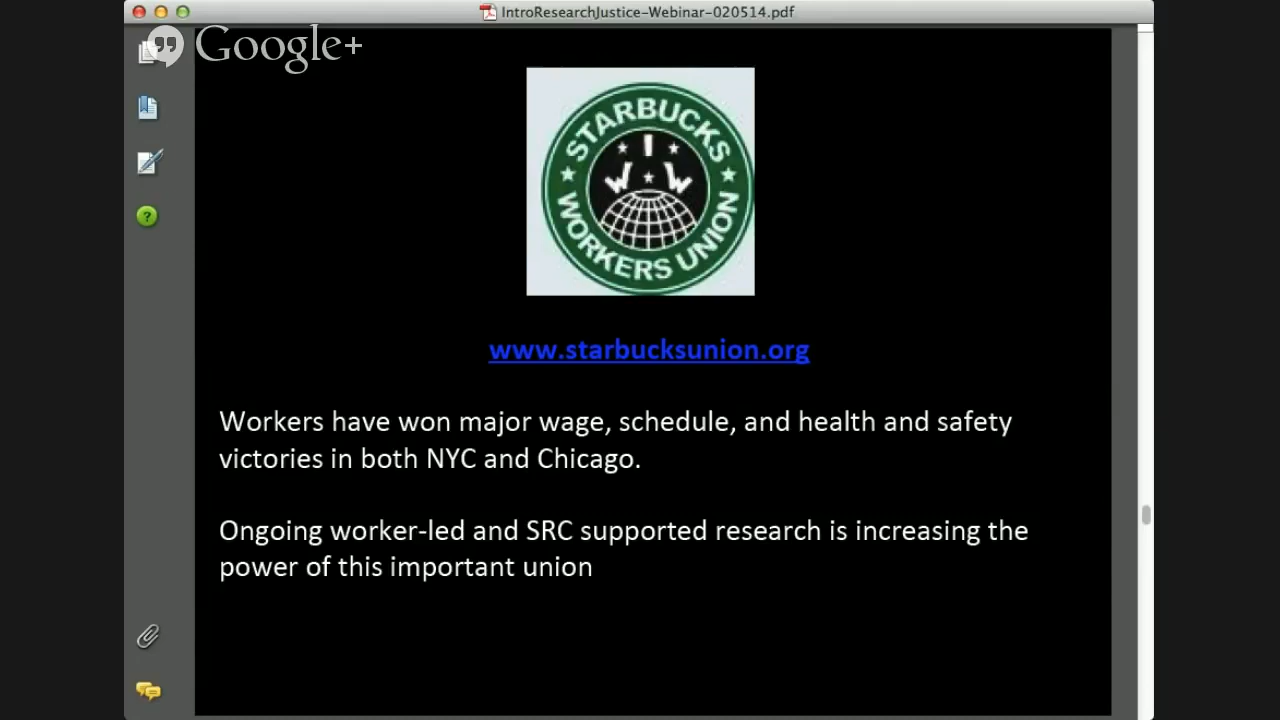 IntroResearchJustice-Webinar-020514.pdf
Google+
STARBUCKS
I
W W
WORKERS UNION
www.starbucksunion.org
Workers have won major wage, schedule, and health and safety
victories in both NYC and Chicago.
Ongoing worker-led and SRC supported research is increasing the
power of this important union